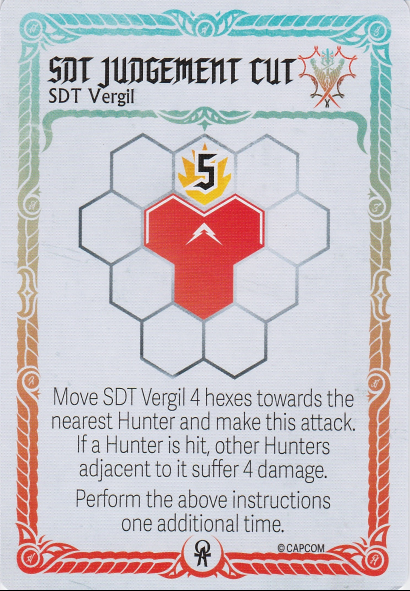 SDT JUDGEMENT CUT
SDT Vergil
5
Move SDT Vergil 4 hexes towards the
nearest Hunter and make this attack.
If a Hunter is hit, other Hunters
adjacent to it suffer 4 damage.
Perform the above instructions
one additional time.
© CAPCOM